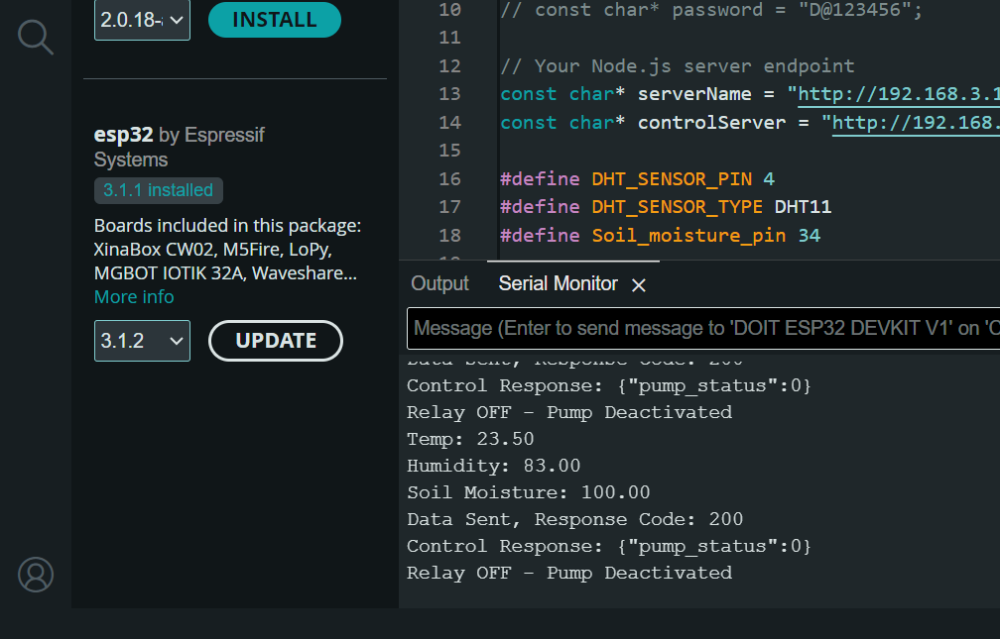 2.0.18-
INSTALL
esp32 by Espressif
Systems
3.1.1 installed
Boards included in this package:
XinaBox CW02, M5Fire, LoPy,
MGBOT IOTIK 32A, Waveshare...
More info
3.1.2
UPDATE
10 // const char* password = "D@123456";
11
12 // Your Node.js server endpoint
13 const char* serverName = "http://192.168.3.1
14 const char* controlServer = "http://192.168.
15
16 #define DHT_SENSOR_PIN 4
17 #define DHT_SENSOR_TYPE DHT11
18 #define Soil_moisture_pin 34
Output Serial Monitor
Message (Enter to send message to 'DOIT ESP32 DEVKIT V1' on 'C
Data Sent, Response Code: 200
Control Response: {"pump_status":0}
Relay OFF - Pump Deactivated
Temp: 23.50
Humidity: 83.00
Soil Moisture: 100.00
Data Sent, Response Code: 200
Control Response: {"pump_status":0}
Relay OFF - Pump Deactivated